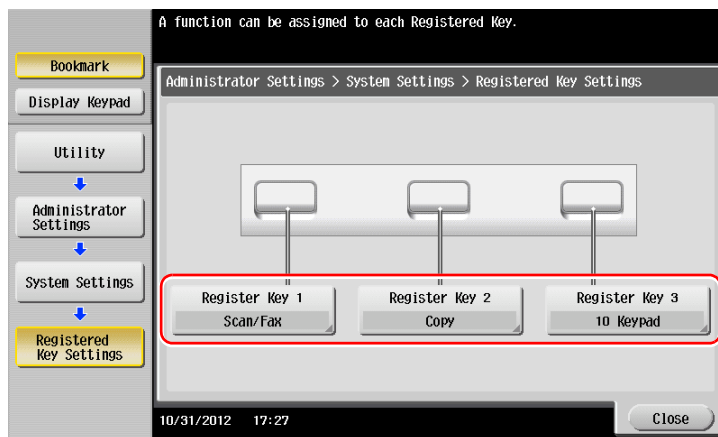 A function can be assigned to each Registered Key.
Bookmark
Display Keypad
Utility
Administrator
Settings
System Settings
Registered
Key Settings
Administrator Settings > System Settings > Registered Key Settings
Register Key 1
Scan/Fax
Register Key 2
Copy
Register Key 3
10 Keypad
10/31/2012 17:27
Close